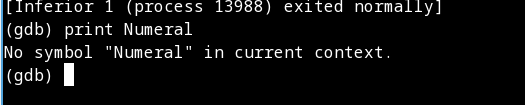 [Inferior 1 (process 13988) exited normally]
(gdb) print Numeral
No symbol "Numeral" in current context.
(gdb)